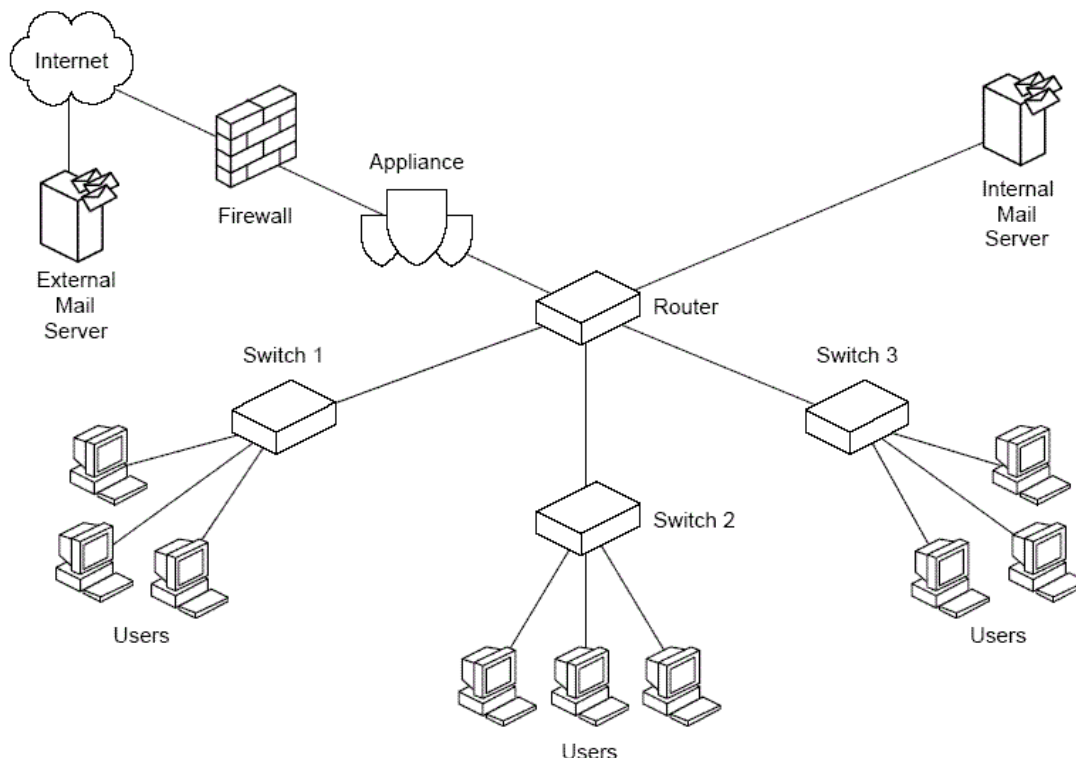 Internet
Appliance
Firewall
Internal
Mail
Server
External
Mail
Server
Router
Switch 1
Switch 3
Switch 2
Users
Users
Users